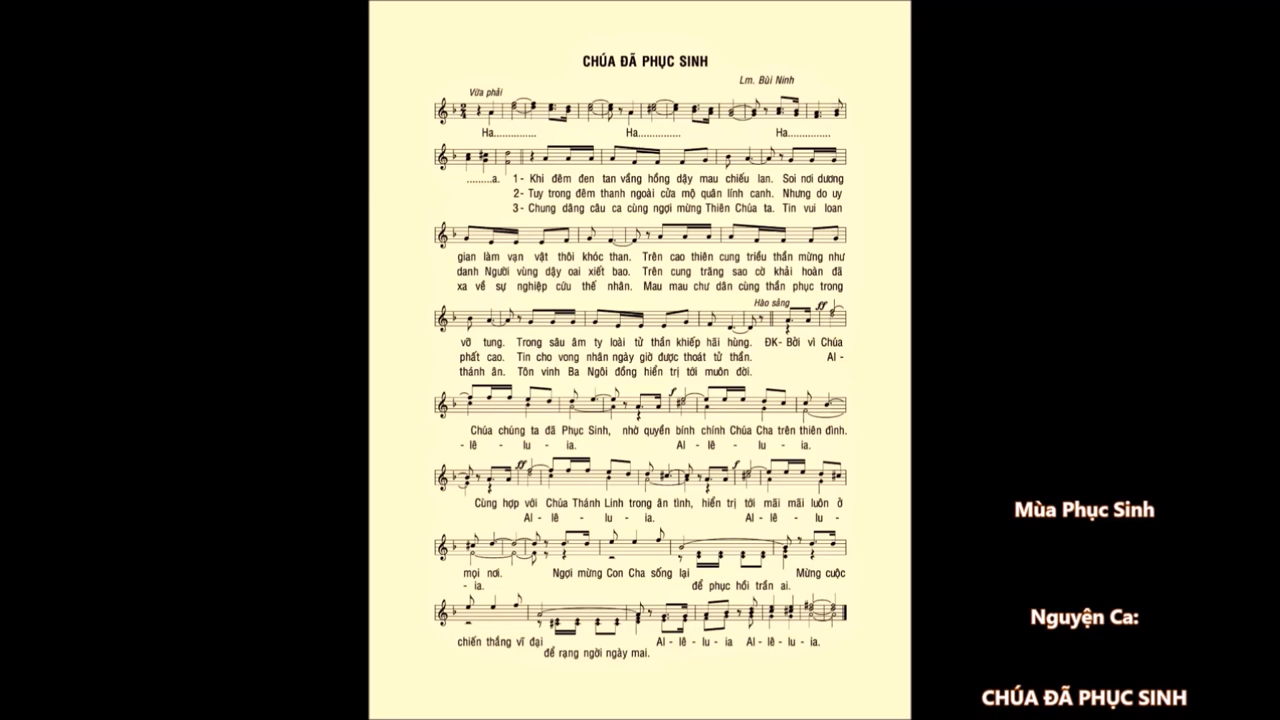 CHÚA ĐÃ PHỤC SINH
Lm. Bùi Ninh
Vừa phải
Ha.............. Ha.............. Ha..............
.........a. 1- Khi đêm đen tan vầng hồng dậy mau chiếu lan. Soi nơi dương
2- Tuy trong đêm thanh ngoài cửa mộ quân lính canh. Nhưng do uy
3- Chung dâng câu ca cùng ngợi mừng Thiên Chúa ta. Tin vui loan
gian làm vạn vật thôi khóc than. Trên cao thiên cung triều thần mừng như
danh Người vùng dậy oai xiết bao. Trên cung trăng sao cờ khải hoàn đã
xa về sự nghiệp cứu thế nhân. Mau mau chư dân cùng thần phục trong
Hào sảng ff
vỡ tung. Trong sâu âm ty loài tử thần khiếp hãi hùng. ĐK- Bởi vì Chúa
phất cao. Tin cho vong nhân ngày giờ được thoát tử thần. Al -
thánh ân. Tôn vinh Ba Ngôi đồng hiển trị tới muôn đời.
f
Chúa chúng ta đã Phục Sinh, nhờ quyền bính chính Chúa Cha trên thiên đình.
- lê - lu - ia. Al - lê - lu - ia.
ff f
Cùng hợp với Chúa Thánh Linh trong ân tình, hiển trị tới mãi mãi luôn ở
Al - lê - lu - ia. Al - lê - lu -
mọi nơi. Ngợi mừng Con Cha sống lại Mừng cuộc
- ia. để phục hồi trần ai.
chiến thắng vĩ đại Al - lê - lu - ia Al - lê - lu - ia.
để rạng ngời ngày mai.
Mùa Phục Sinh
Nguyện Ca:
CHÚA ĐÃ PHỤC SINH